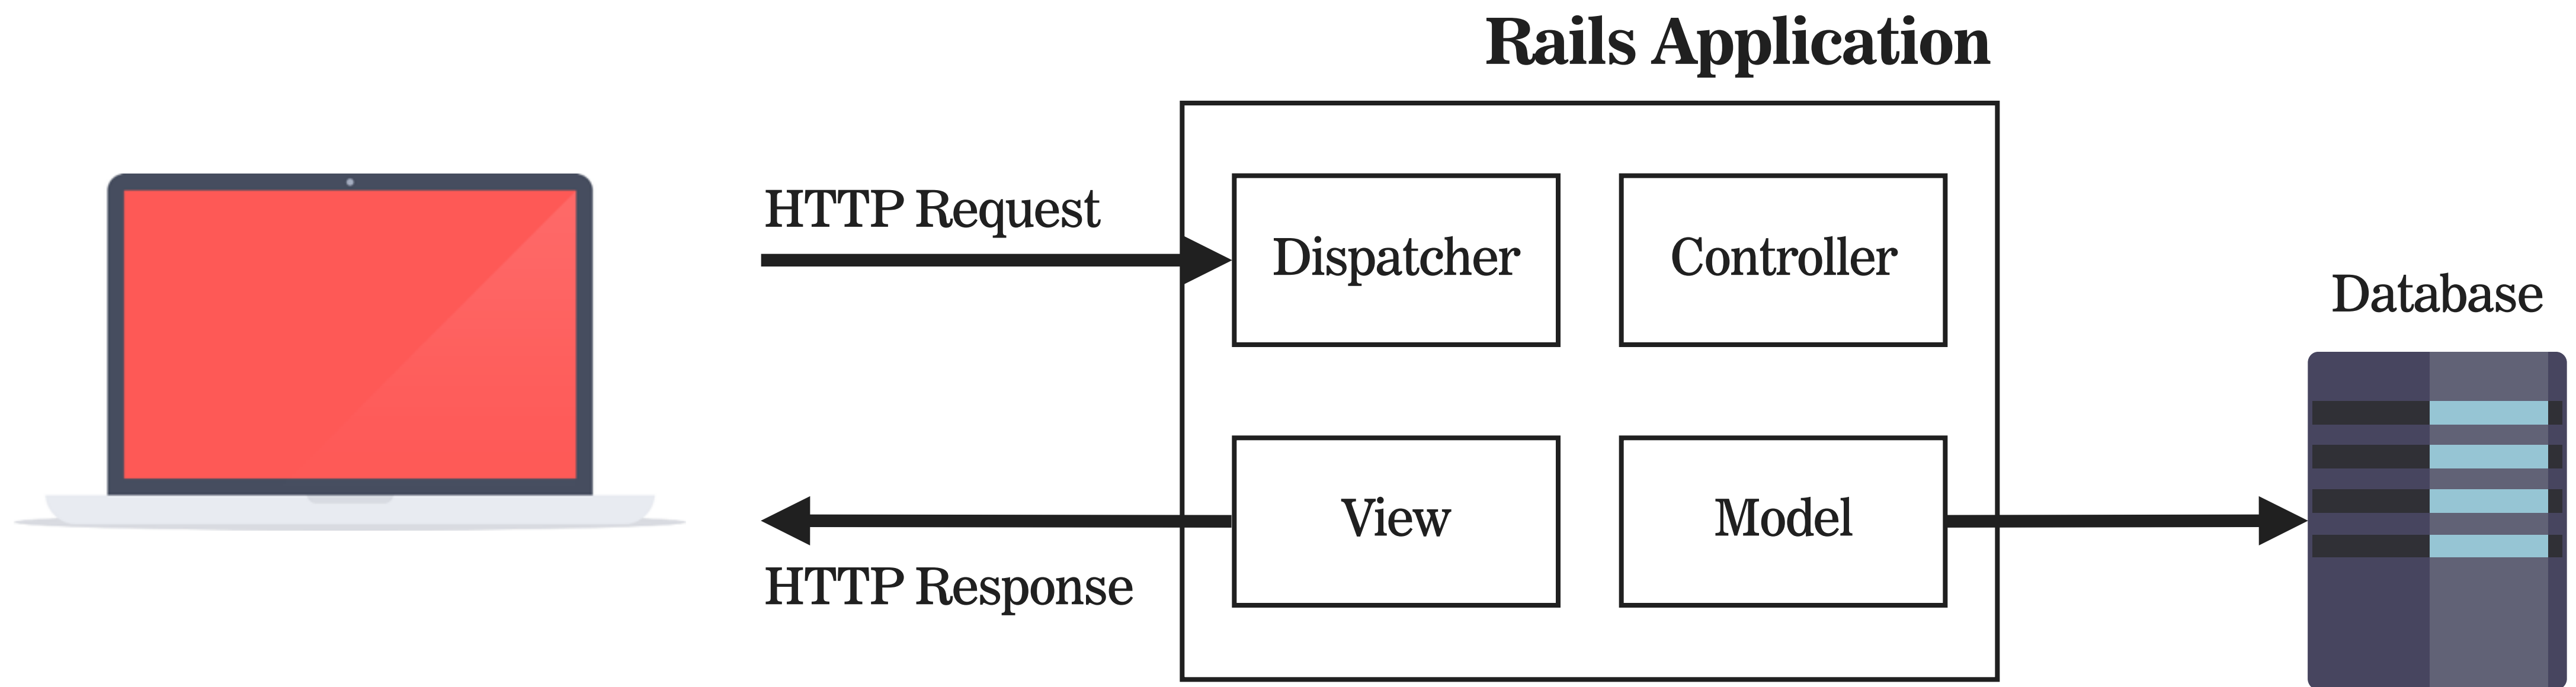 Rails Application
HTTP Request
Dispatcher
Controller
Database
View
Model
HTTP Response